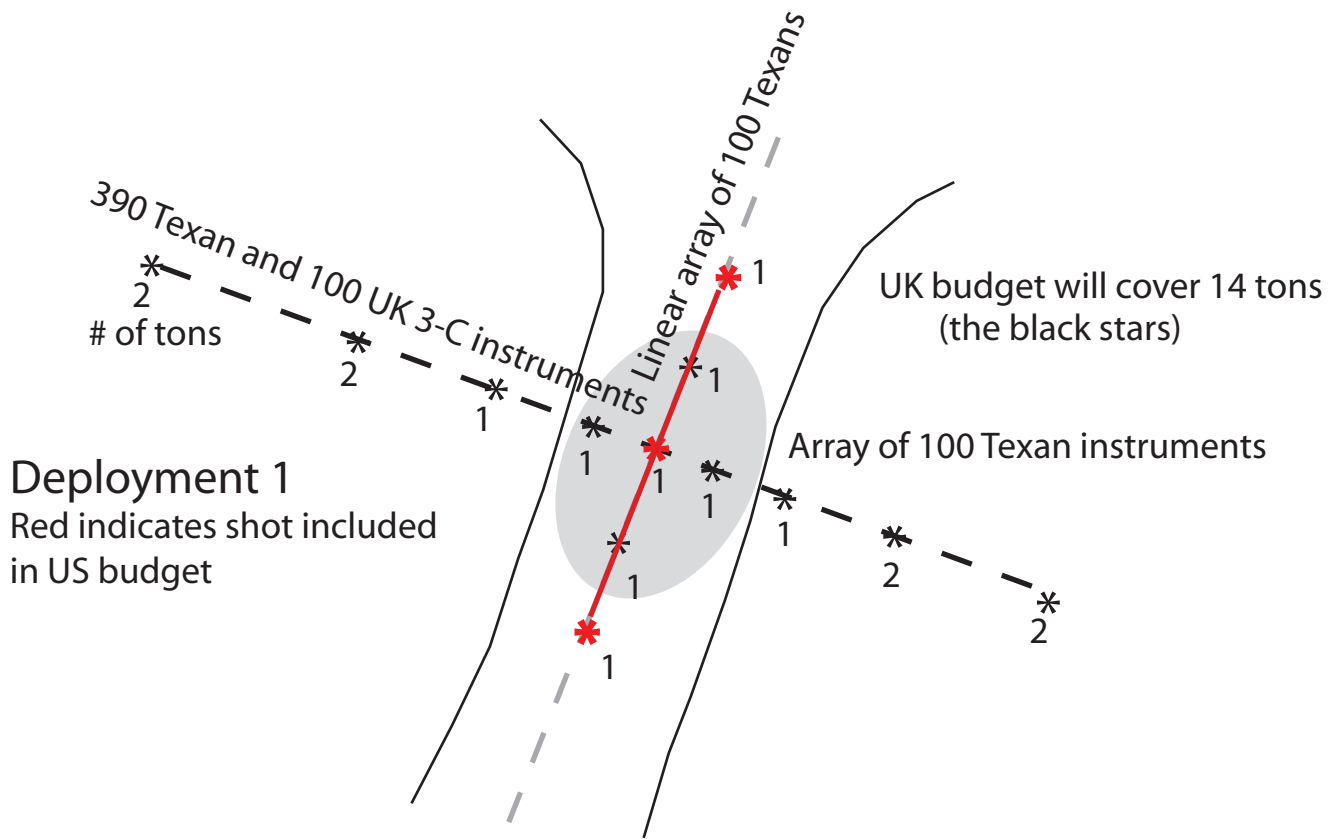 Linear array of 100 Texans
390 Texan and 100 UK 3-C instruments
1
UK budget will cover 14 tons
(the black stars)
2
# of tons
2
1
1
1
1
1
Array of 100 Texan instruments
1
2
2
1
1
Deployment 1
Red indicates shot included
in US budget